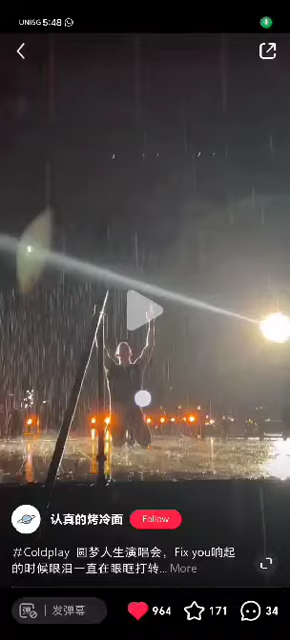 UNI5G 5:48
认真的烤冷面 Follow
#Coldplay 圆梦人生演唱会，Fix you响起
的时候眼泪一直在眼眶打转... More
弹 | 发弹幕 964 171 34